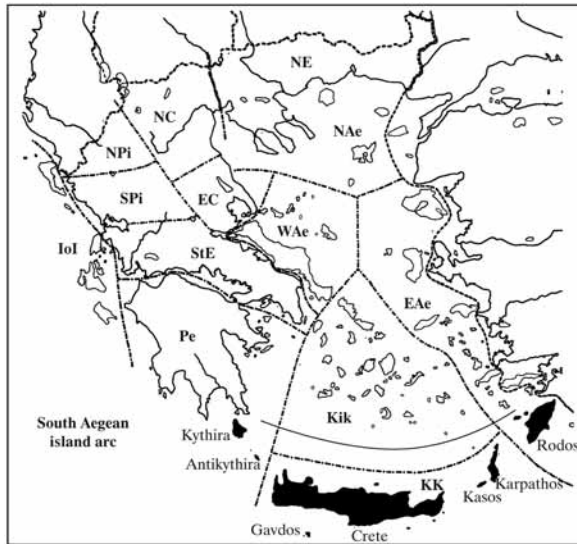 NE
NC
NAe
NPi
SPi
EC
WAe
IoI
StE
EAe
Pe
Kik
South Aegean
island arc
Kythira
Rodos
Antikythira
KK
Karpathos
Kasos
Gavdos
Crete